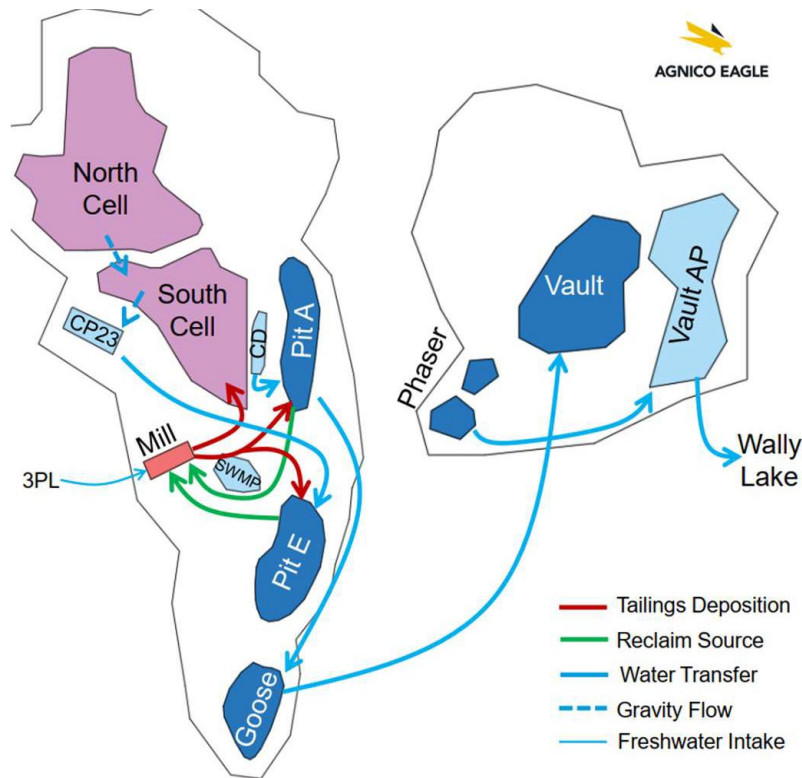 AGNICO EAGLE
North
Cell
South
Cell
CP23
CD
Pit A
Mill
SWMP
3PL
Pit E
Goose
Vault
Vault AP
Phaser
Wally
Lake
Tailings Deposition
Reclaim Source
Water Transfer
Gravity Flow
Freshwater Intake